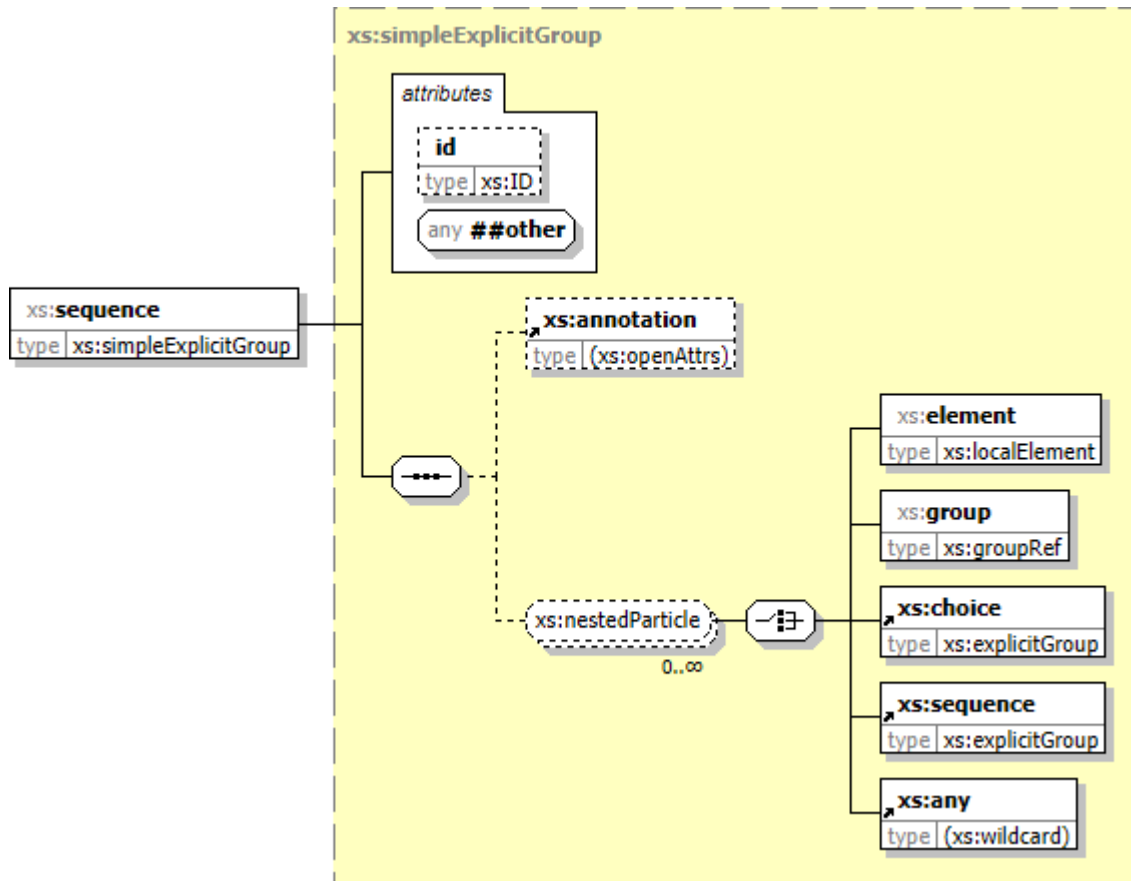 xs:simpleExplicitGroup
attributes
id
type xs:ID
any ##other
xs:sequence
type xs:simpleExplicitGroup
xs:annotation
type (xs:openAttrs)
xs:element
type xs:localElement
xs:group
type xs:groupRef
xs:nestedParticle
0..∞
xs:choice
type xs:explicitGroup
xs:sequence
type xs:explicitGroup
xs:any
type (xs:wildcard)